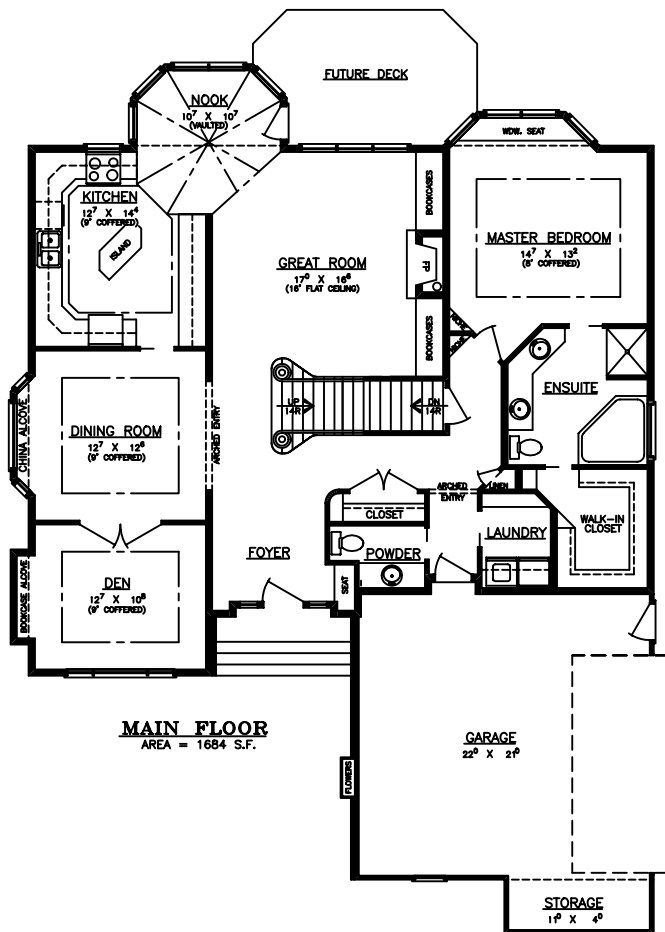 FUTURE DECK
NOOK
10⁷ X 10⁷
(VAULTED)
WDW. SEAT
KITCHEN
12⁷ X 14⁴
(9' COFFERED)
ISLAND
BOOKCASES
GREAT ROOM
17⁰ X 16⁶
(16' FLAT CEILING)
FP
MASTER BEDROOM
14⁷ X 13²
(8' COFFERED)
NICHE
BOOKCASES
NICHE
CHINA ALCOVE
DINING ROOM
12⁷ X 12⁶
(9' COFFERED)
ARCHED ENTRY
UP
14R
DN
14R
ENSUITE
ARCHED
ENTRY
LINEN
CLOSET
LAUNDRY
WALK-IN
CLOSET
FOYER
POWDER
SEAT
BOOKCASE ALCOVE
DEN
12⁷ X 10⁸
(9' COFFERED)
MAIN FLOOR
AREA = 1684 S.F.
GARAGE
22⁰ X 21⁰
FLOWERS
STORAGE
11⁰ X 4⁰